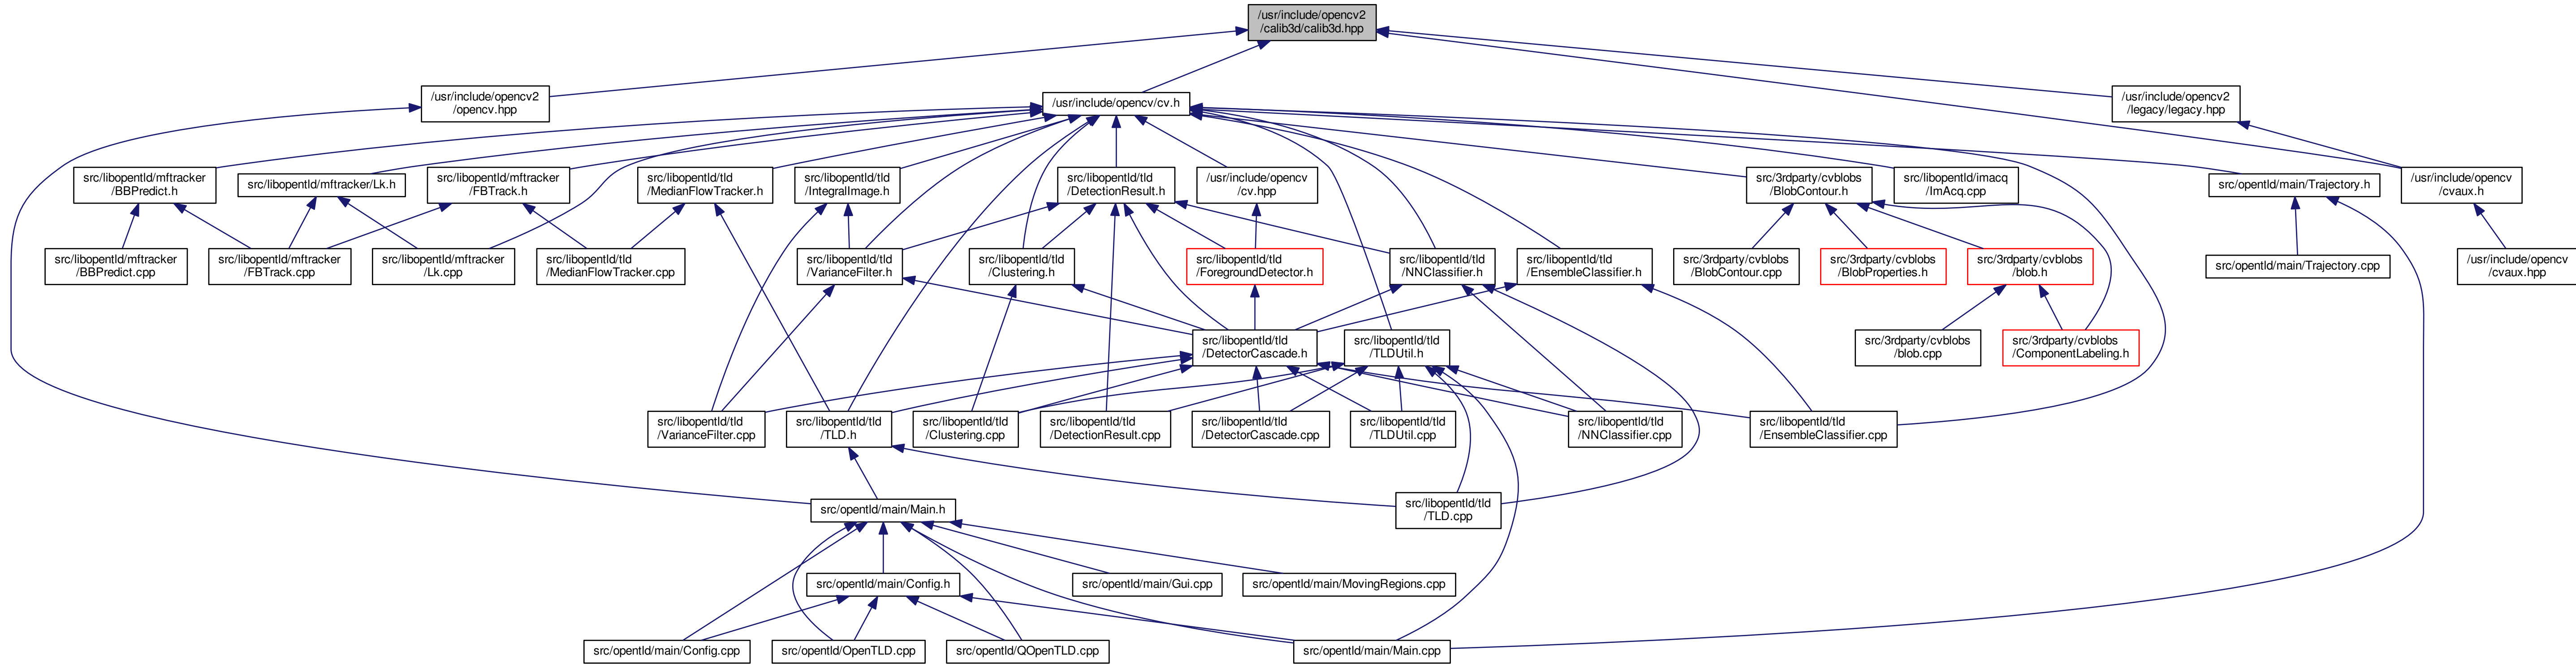 /usr/include/opencv2
/calib3d/calib3d.hpp
/usr/include/opencv2
/opencv.hpp
/usr/include/opencv/cv.h
/usr/include/opencv2
/legacy/legacy.hpp
src/libopentld/mftracker
/BBPredict.h
src/libopentld/mftracker/Lk.h
src/libopentld/mftracker
/FBTrack.h
src/libopentld/tld
/MedianFlowTracker.h
src/libopentld/tld
/IntegralImage.h
src/libopentld/tld
/DetectionResult.h
/usr/include/opencv
/cv.hpp
src/3rdparty/cvblobs
/BlobContour.h
src/libopentld/imacq
/ImAcq.cpp
src/opentld/main/Trajectory.h
/usr/include/opencv
/cvaux.h
src/libopentld/mftracker
/BBPredict.cpp
src/libopentld/mftracker
/FBTrack.cpp
src/libopentld/mftracker
/Lk.cpp
src/libopentld/tld
/MedianFlowTracker.cpp
src/libopentld/tld
/VarianceFilter.h
src/libopentld/tld
/Clustering.h
src/libopentld/tld
/ForegroundDetector.h
src/libopentld/tld
/NNClassifier.h
src/libopentld/tld
/EnsembleClassifier.h
src/3rdparty/cvblobs
/BlobContour.cpp
src/3rdparty/cvblobs
/BlobProperties.h
src/3rdparty/cvblobs
/blob.h
src/opentld/main/Trajectory.cpp
/usr/include/opencv
/cvaux.hpp
src/libopentld/tld
/DetectorCascade.h
src/libopentld/tld
/TLDUtil.h
src/3rdparty/cvblobs
/blob.cpp
src/3rdparty/cvblobs
/ComponentLabeling.h
src/libopentld/tld
/VarianceFilter.cpp
src/libopentld/tld
/TLD.h
src/libopentld/tld
/Clustering.cpp
src/libopentld/tld
/DetectionResult.cpp
src/libopentld/tld
/DetectorCascade.cpp
src/libopentld/tld
/TLDUtil.cpp
src/libopentld/tld
/NNClassifier.cpp
src/libopentld/tld
/EnsembleClassifier.cpp
src/opentld/main/Main.h
src/libopentld/tld
/TLD.cpp
src/opentld/main/Config.h
src/opentld/main/Gui.cpp
src/opentld/main/MovingRegions.cpp
src/opentld/main/Config.cpp
src/opentld/OpenTLD.cpp
src/opentld/QOpenTLD.cpp
src/opentld/main/Main.cpp